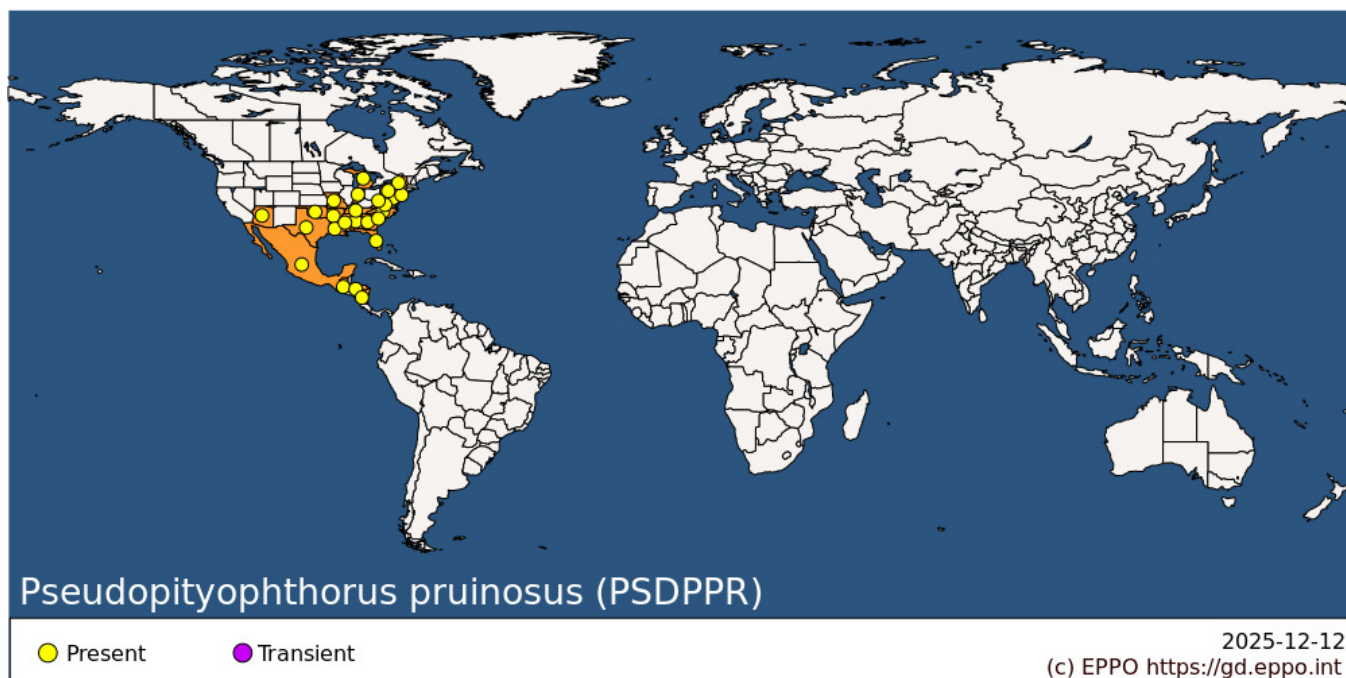 Pseudopityophthorus pruinosus (PSDPPR)
Present
Transient
2025-12-12
(c) EPPO https://gd.eppo.int